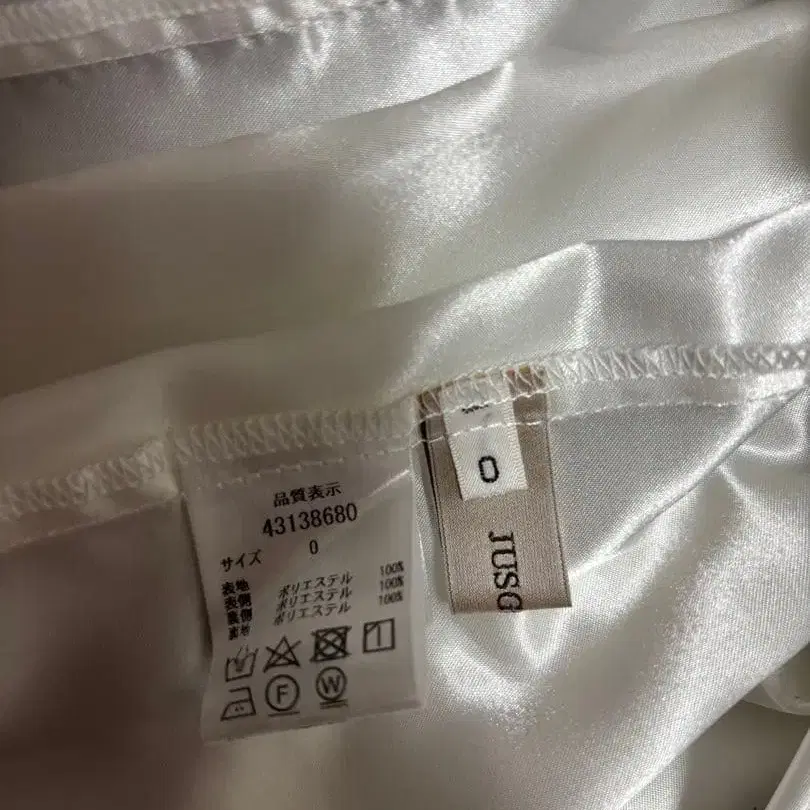 品質表示
43138680
サイズ 0
表地 ポリエステル 100%
表側 ポリエステル 100%
裏側 ポリエステル 100%
F W
0
JUSG